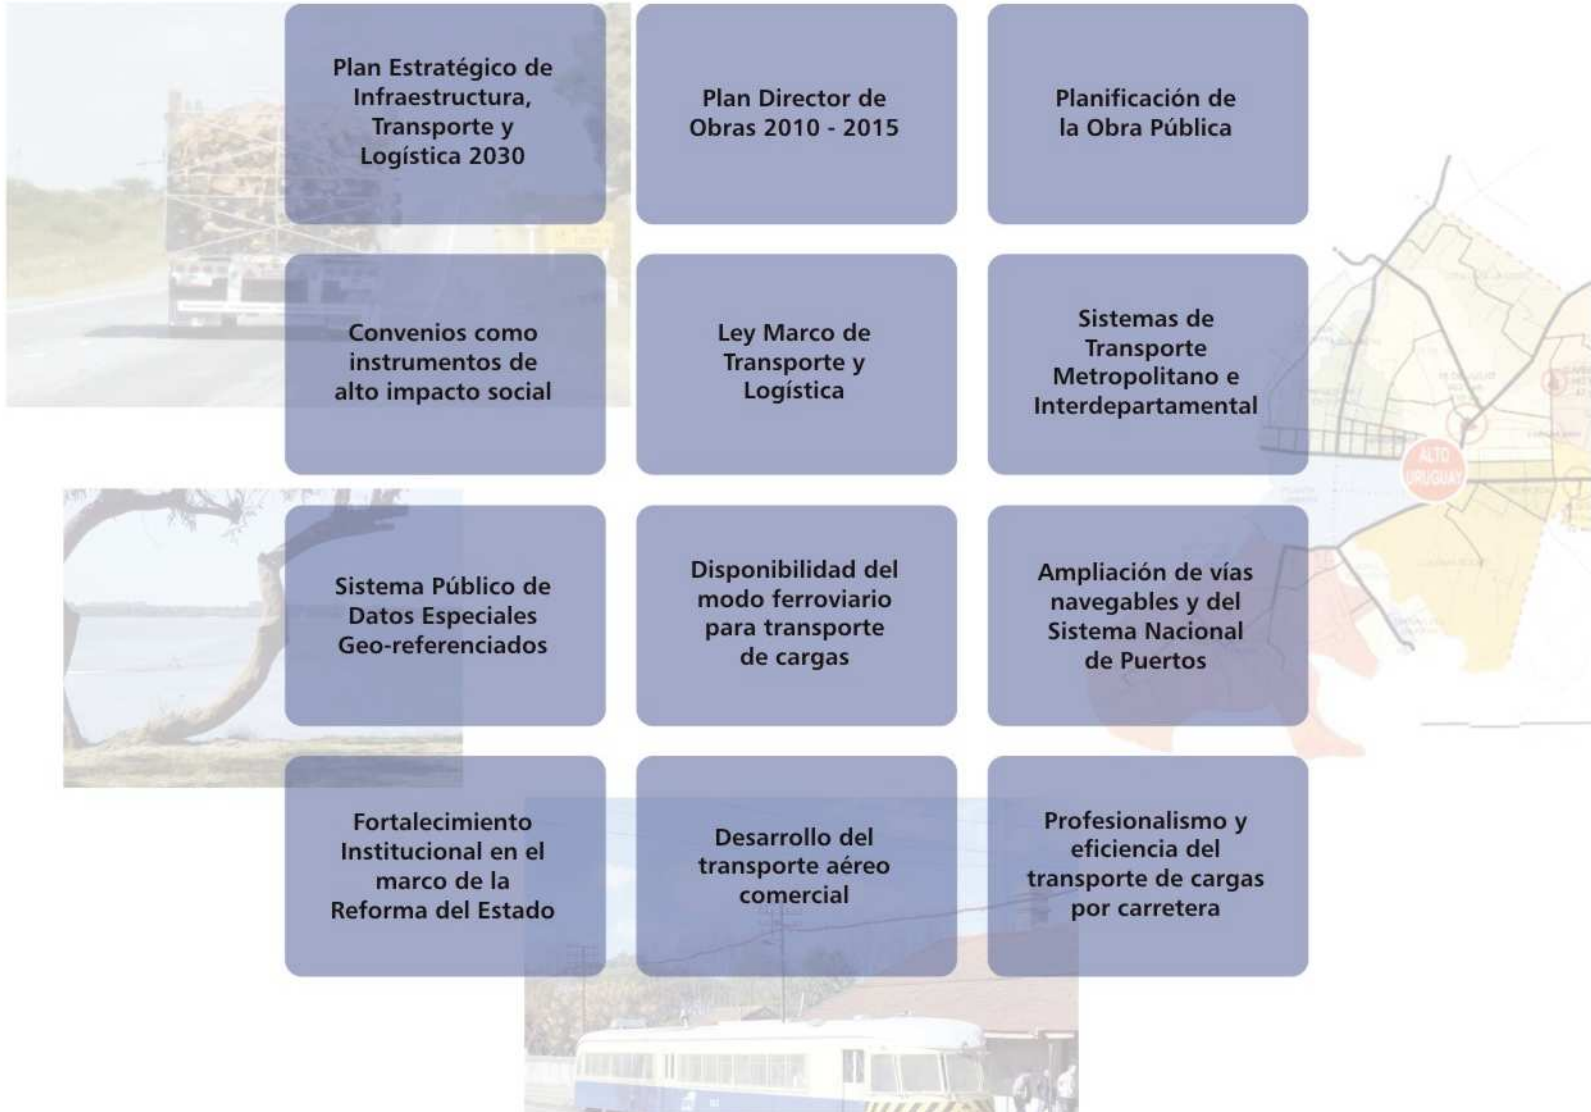 Plan Estratégico de
Infraestructura,
Transporte y
Logística 2030
Plan Director de
Obras 2010 - 2015
Planificación de
la Obra Pública
Convenios como
instrumentos de
alto impacto social
Ley Marco de
Transporte y
Logística
Sistemas de
Transporte
Metropolitano e
Interdepartamental
ALTO
URUGUAY
Sistema Público de
Datos Especiales
Geo-referenciados
Disponibilidad del
modo ferroviario
para transporte
de cargas
Ampliación de vías
navegables y del
Sistema Nacional
de Puertos
Fortalecimiento
Institucional en el
marco de la
Reforma del Estado
Desarrollo del
transporte aéreo
comercial
Profesionalismo y
eficiencia del
transporte de cargas
por carretera